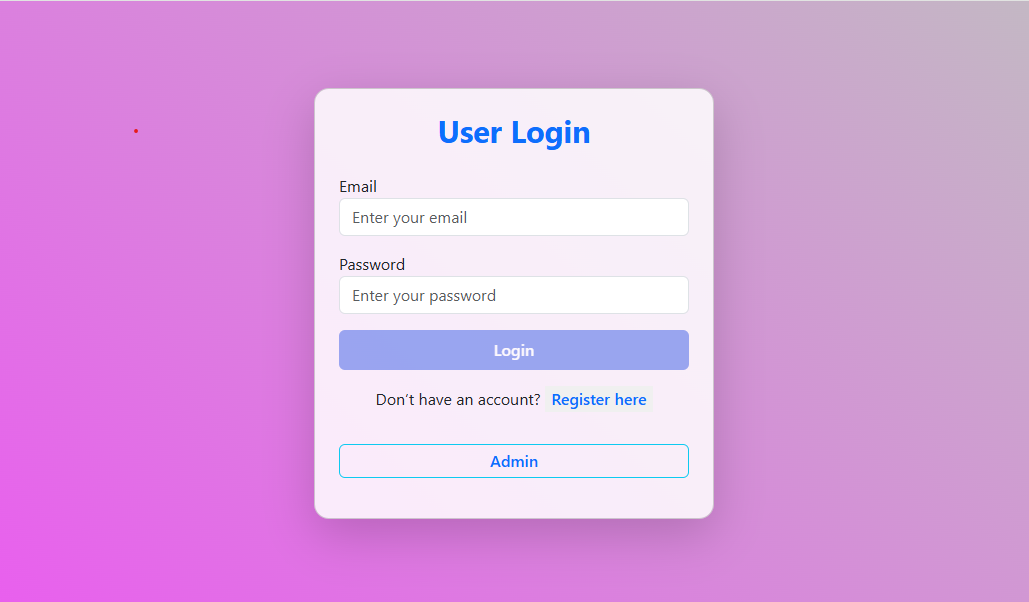 User Login
Email
Enter your email
Password
Enter your password
Login
Don't have an account? Register here
Admin